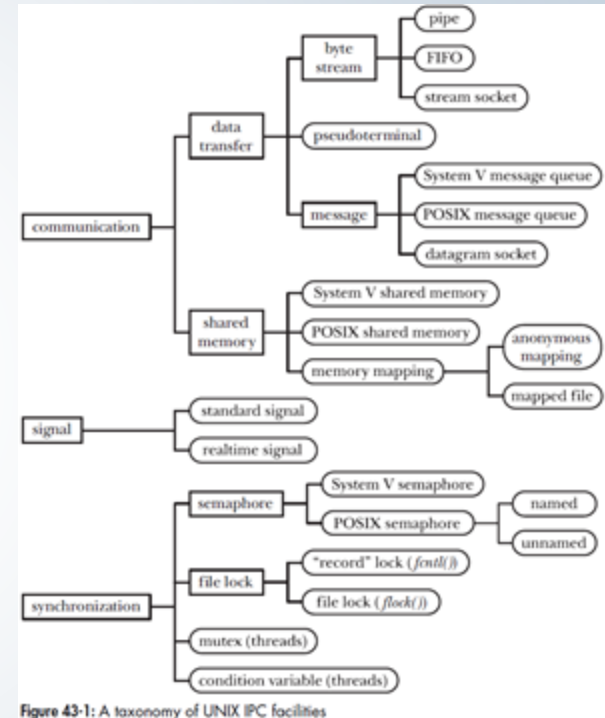 pipe
byte
stream
FIFO
stream socket
data
transfer
pseudoterminal
System V message queue
message
POSIX message queue
datagram socket
communication
System V shared memory
shared
memory
POSIX shared memory
memory mapping
anonymous
mapping
mapped file
signal
standard signal
realtime signal
semaphore
System V semaphore
POSIX semaphore
named
unnamed
file lock
"record" lock (fcntl())
file lock (flock())
synchronization
mutex (threads)
condition variable (threads)
Figure 43-1: A taxonomy of UNIX IPC facilities